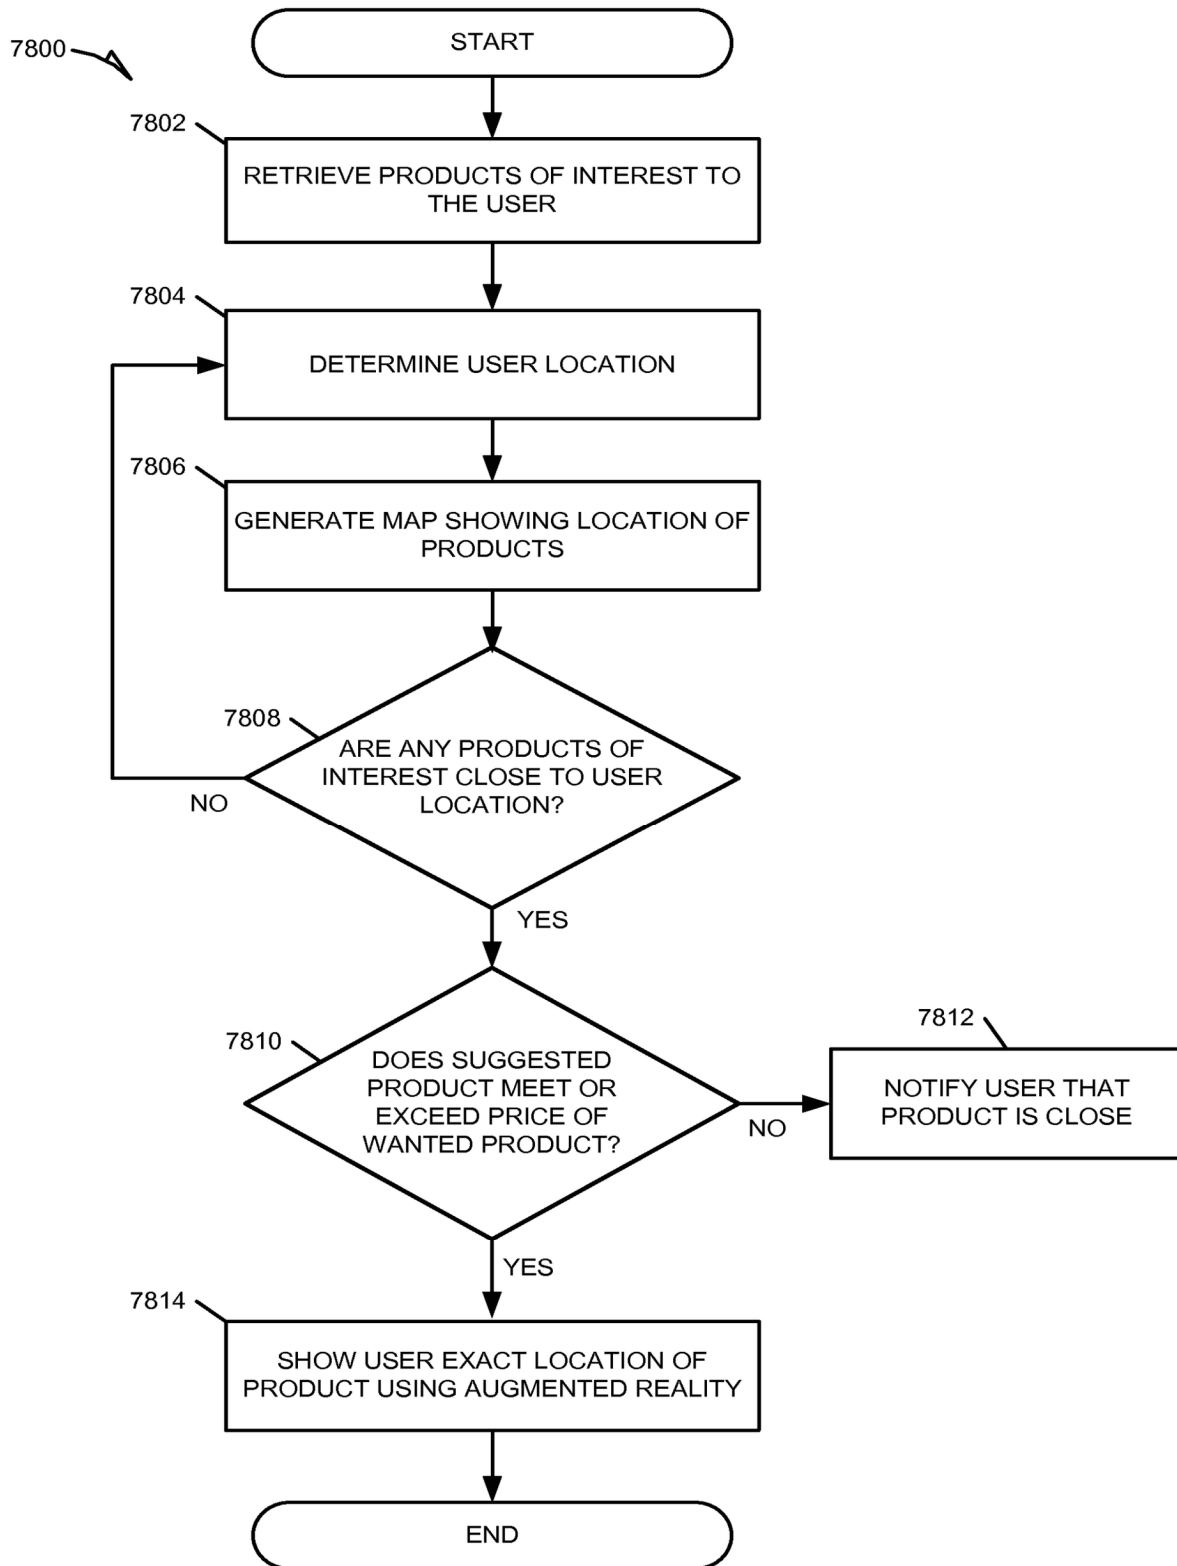 START
7800
7802
RETRIEVE PRODUCTS OF INTEREST TO
THE USER
7804
DETERMINE USER LOCATION
7806
GENERATE MAP SHOWING LOCATION OF
PRODUCTS
7808
ARE ANY PRODUCTS OF
INTEREST CLOSE TO USER
LOCATION?
NO
YES
7810
DOES SUGGESTED
PRODUCT MEET OR
EXCEED PRICE OF
WANTED PRODUCT?
NO
7812
NOTIFY USER THAT
PRODUCT IS CLOSE
YES
7814
SHOW USER EXACT LOCATION OF
PRODUCT USING AUGMENTED REALITY
END